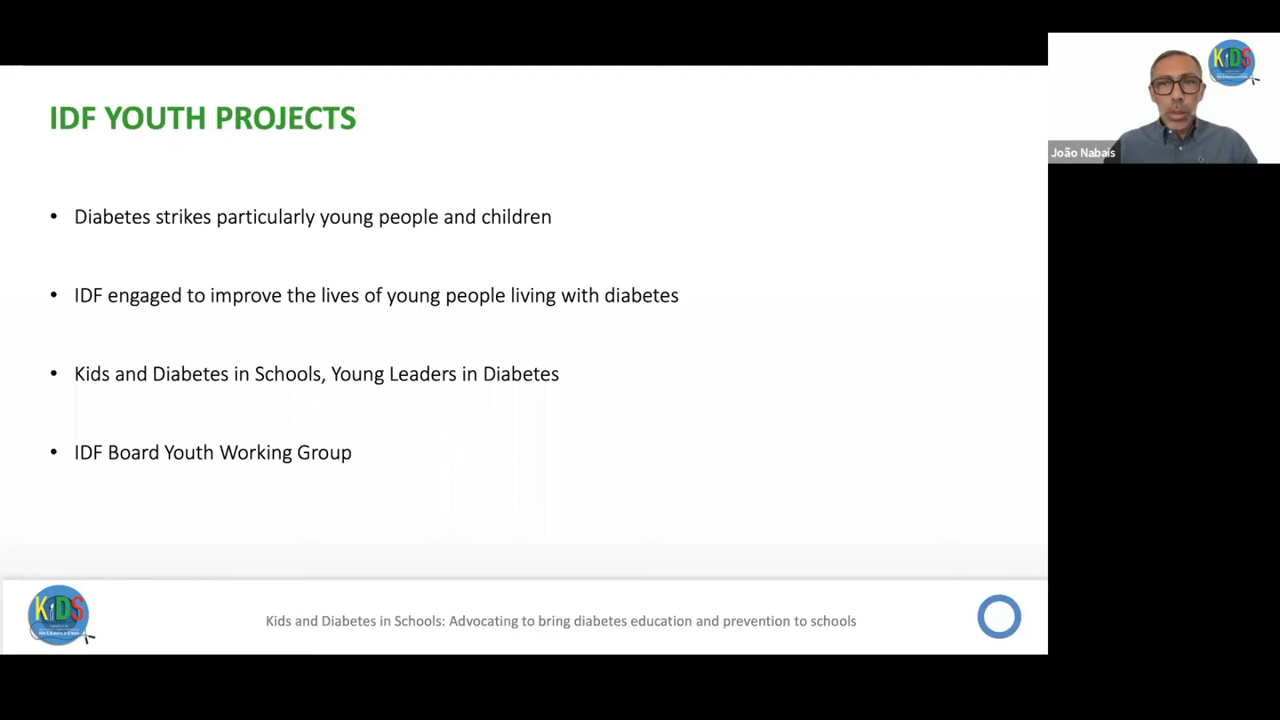 IDF YOUTH PROJECTS
• Diabetes strikes particularly young people and children
• IDF engaged to improve the lives of young people living with diabetes
• Kids and Diabetes in Schools, Young Leaders in Diabetes
• IDF Board Youth Working Group
KiDS
Kids and Diabetes in Schools: Advocating to bring diabetes education and prevention to schools
KiDS
João Nabais